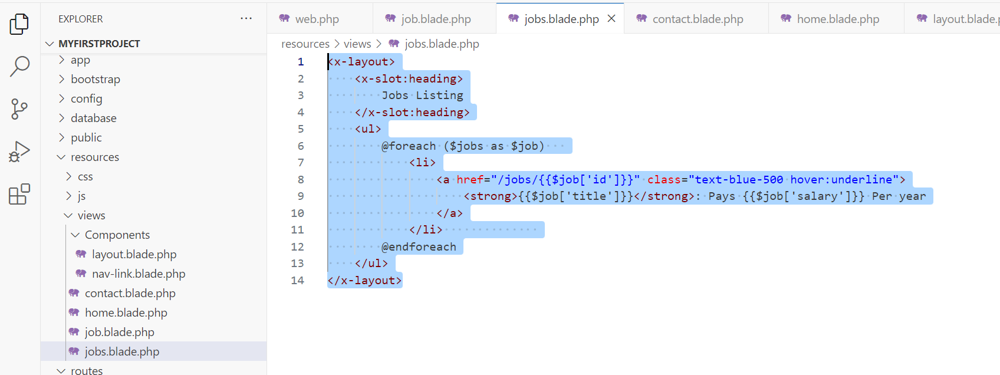 EXPLORER ···
MYFIRSTPROJECT
app
bootstrap
config
database
public
resources
css
js
views
Components
layout.blade.php
nav-link.blade.php
contact.blade.php
home.blade.php
job.blade.php
jobs.blade.php
routes
web.php job.blade.php jobs.blade.php contact.blade.php home.blade.php layout.blade.
resources > views > jobs.blade.php
1 <x-layout>
2     <x-slot:heading>
3         Jobs Listing
4     </x-slot:heading>
5     <ul>
6         @foreach ($jobs as $job)
7             <li>
8                 <a href="/jobs/{{$job['id']}}" class="text-blue-500 hover:underline">
9                     <strong>{{$job['title']}}</strong>: Pays {{$job['salary']}} Per year
10                 </a>
11             </li>
12         @endforeach
13     </ul>
14 </x-layout>